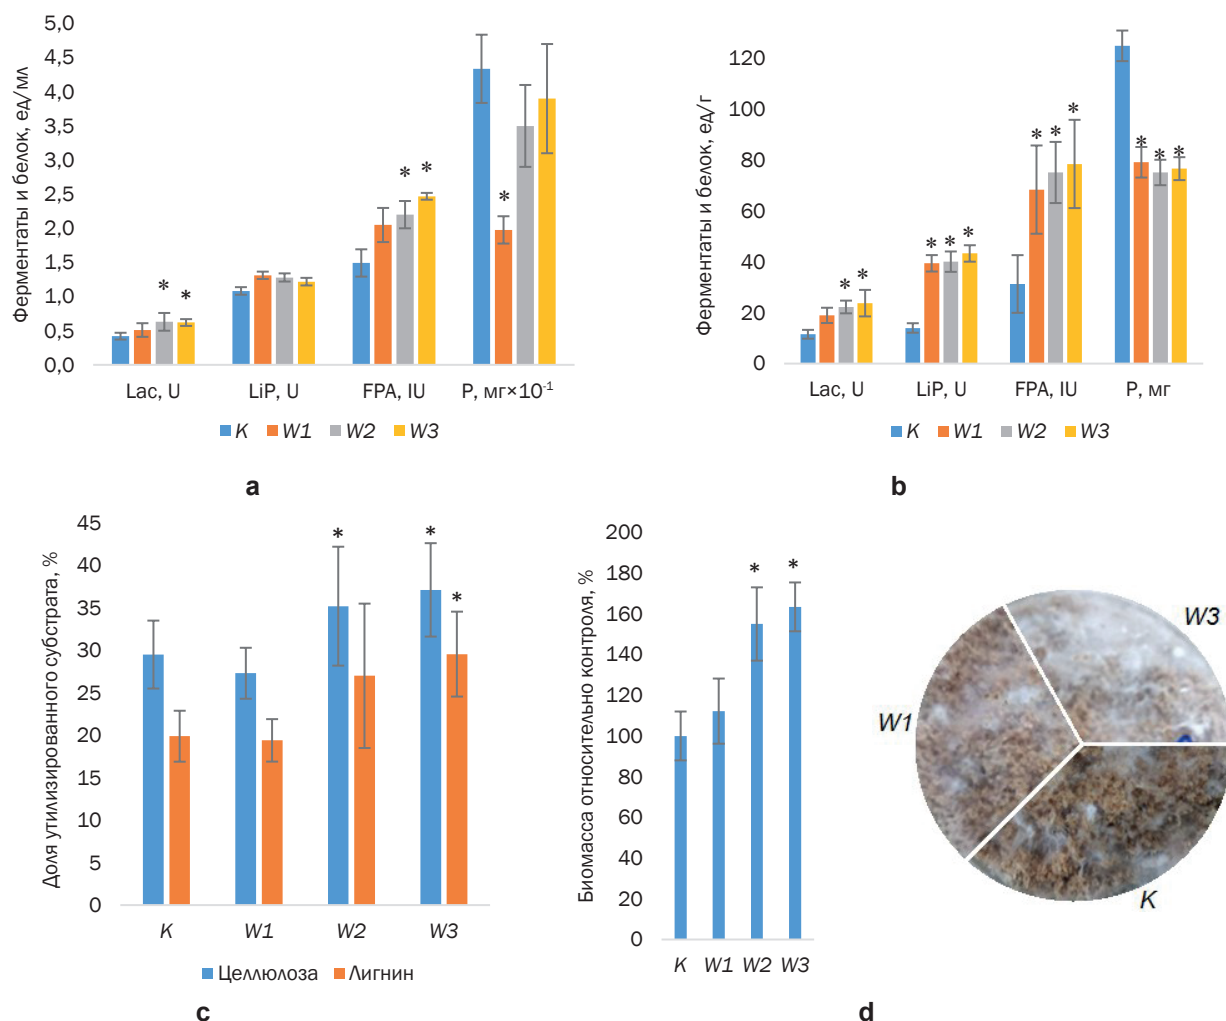 Ферментаты и белок, ед/мл
5,0
4,5
4,0
3,5
3,0
2,5
2,0
1,5
1,0
0,5
0,0
* * * * *
Lac, U LiP, U FPA, IU P, мг×10⁻¹
K W1 W2 W3
a
Ферментаты и белок, ед/г
120
100
80
60
40
20
0
* * * * * * * * * * *
Lac, U LiP, U FPA, IU P, мг
K W1 W2 W3
b
Доля утилизированного субстрата, %
45
40
35
30
25
20
15
10
5
0
* * *
K W1 W2 W3
Целлюлоза Лигнин
c
Биомасса относительно контроля, %
200
180
160
140
120
100
80
60
40
20
0
* *
K W1 W2 W3
W3
W1
K
d